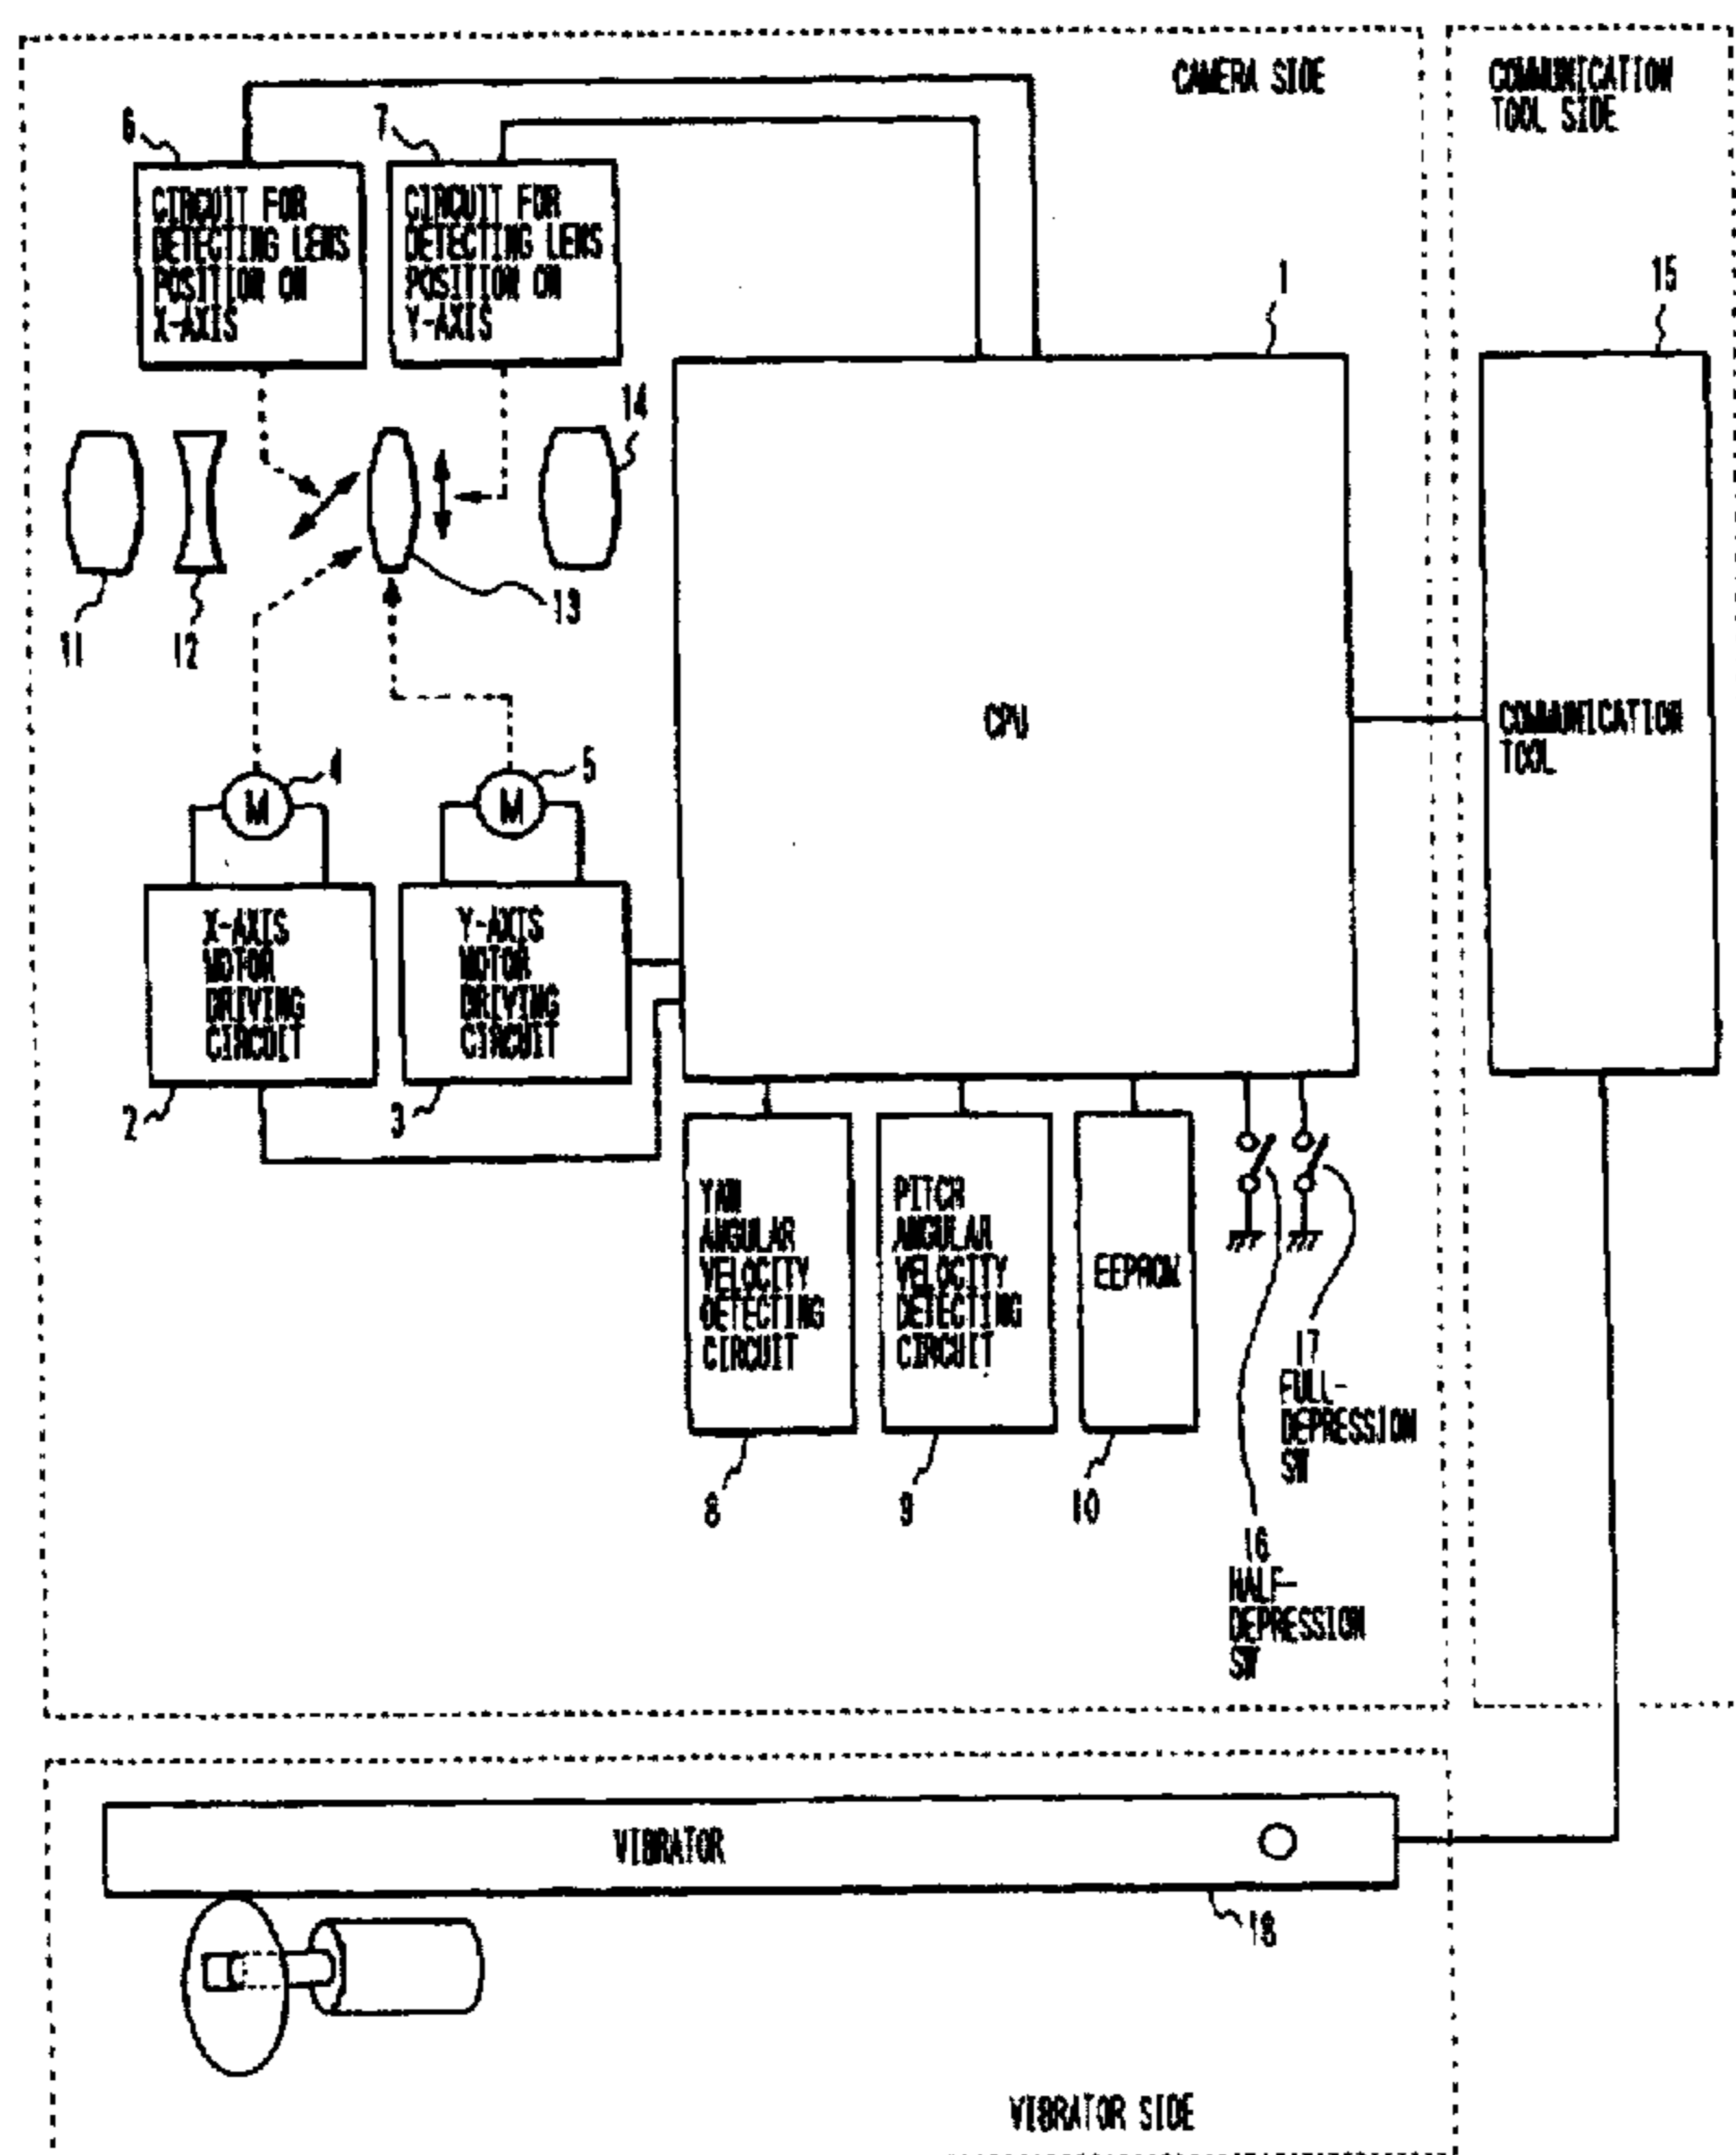 CAMERA SIDE
COMMUNICATION
TOOL SIDE
6
7
CIRCUIT FOR
DETECTING LENS
POSITION ON
X-AXIS
CIRCUIT FOR
DETECTING LENS
POSITION ON
Y-AXIS
1
15
14
13
11
12
CPU
COMMUNICATION
TOOL
4
5
M
M
X-AXIS
MOTOR
DRIVING
CIRCUIT
Y-AXIS
MOTOR
DRIVING
CIRCUIT
2
3
YAW
ANGULAR
VELOCITY
DETECTING
CIRCUIT
PITCH
ANGULAR
VELOCITY
DETECTING
CIRCUIT
EEPROM
8
9
10
17
FULL-
DEPRESSION
SW
16
HALF-
DEPRESSION
SW
VIBRATOR
18
VIBRATOR SIDE